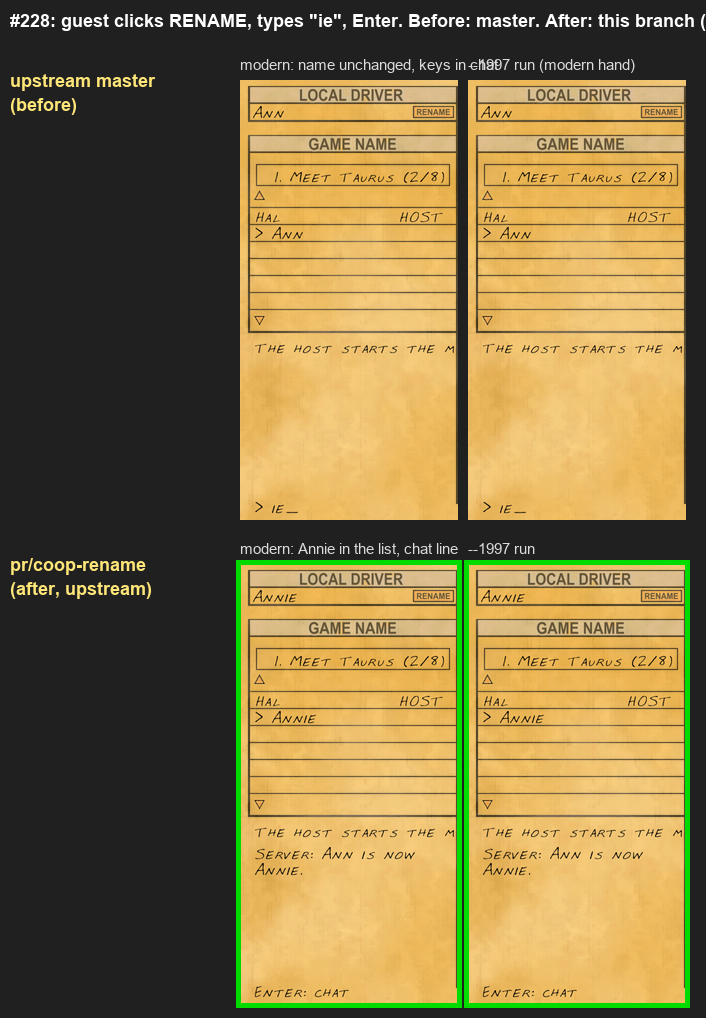 #228: guest clicks RENAME, types "ie", Enter. Before: master. After: this branch (
upstream master
(before)
modern: name unchanged, keys in chat
--1997 run (modern hand)
LOCAL DRIVER
ANN
RENAME
GAME NAME
1. MEET TAURUS (2/8)
HAL HOST
> ANN
THE HOST STARTS THE M
> IE_
LOCAL DRIVER
ANN
RENAME
GAME NAME
1. MEET TAURUS (2/8)
HAL HOST
> ANN
THE HOST STARTS THE M
> IE_
pr/coop-rename
(after, upstream)
modern: Annie in the list, chat line
--1997 run
LOCAL DRIVER
ANNIE
RENAME
GAME NAME
1. MEET TAURUS (2/8)
HAL HOST
> ANNIE
THE HOST STARTS THE M
SERVER: ANN IS NOW
ANNIE.
ENTER: CHAT
LOCAL DRIVER
ANNIE
RENAME
GAME NAME
1. MEET TAURUS (2/8)
HAL HOST
> ANNIE
THE HOST STARTS THE M
SERVER: ANN IS NOW
ANNIE.
ENTER: CHAT